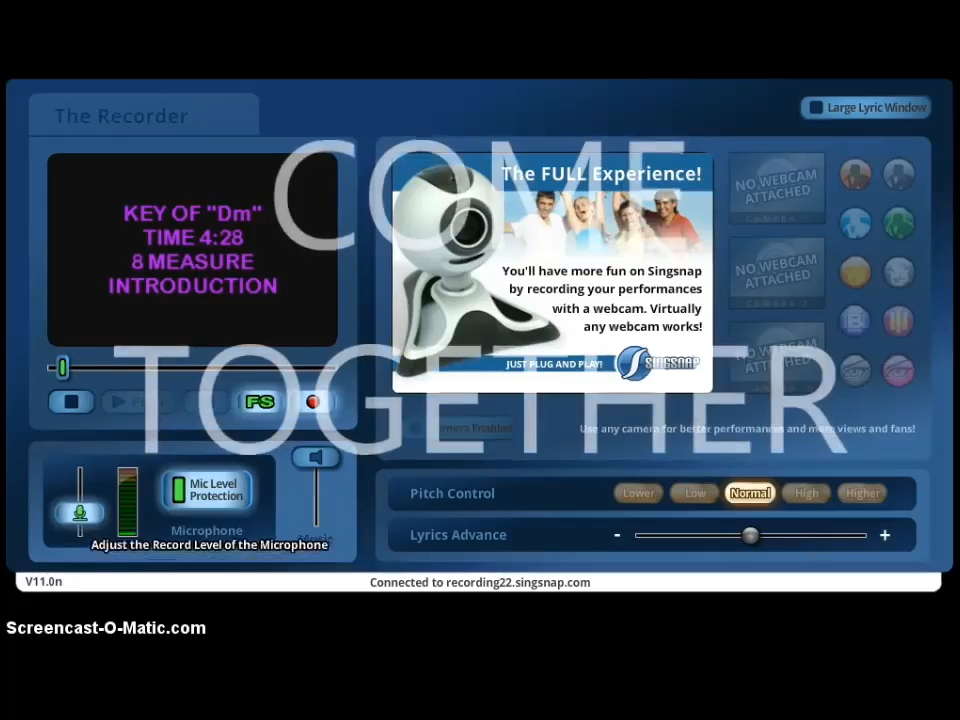 The Recorder
Large Lyric Window
COME
TOGETHER
KEY OF "Dm"
TIME 4:28
8 MEASURE
INTRODUCTION
The FULL Experience!
You'll have more fun on Singsnap
by recording your performances
with a webcam. Virtually
any webcam works!
JUST PLUG AND PLAY!
SINGSNAP
NO WEBCAM
ATTACHED
NO WEBCAM
ATTACHED
NO WEBCAM
ATTACHED
FS
Camera Enabled
Use any camera for better performances and more views and fans!
Mic Level
Protection
Microphone
Music
Adjust the Record Level of the Microphone
Pitch Control
Lower
Low
Normal
High
Higher
Lyrics Advance
-
+
V11.0n
Connected to recording22.singsnap.com
Screencast-O-Matic.com